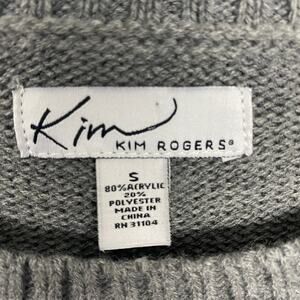 Kim
KIM ROGERS®
S
80% ACRYLIC
20%
POLYESTER
MADE IN
CHINA
RN 31104